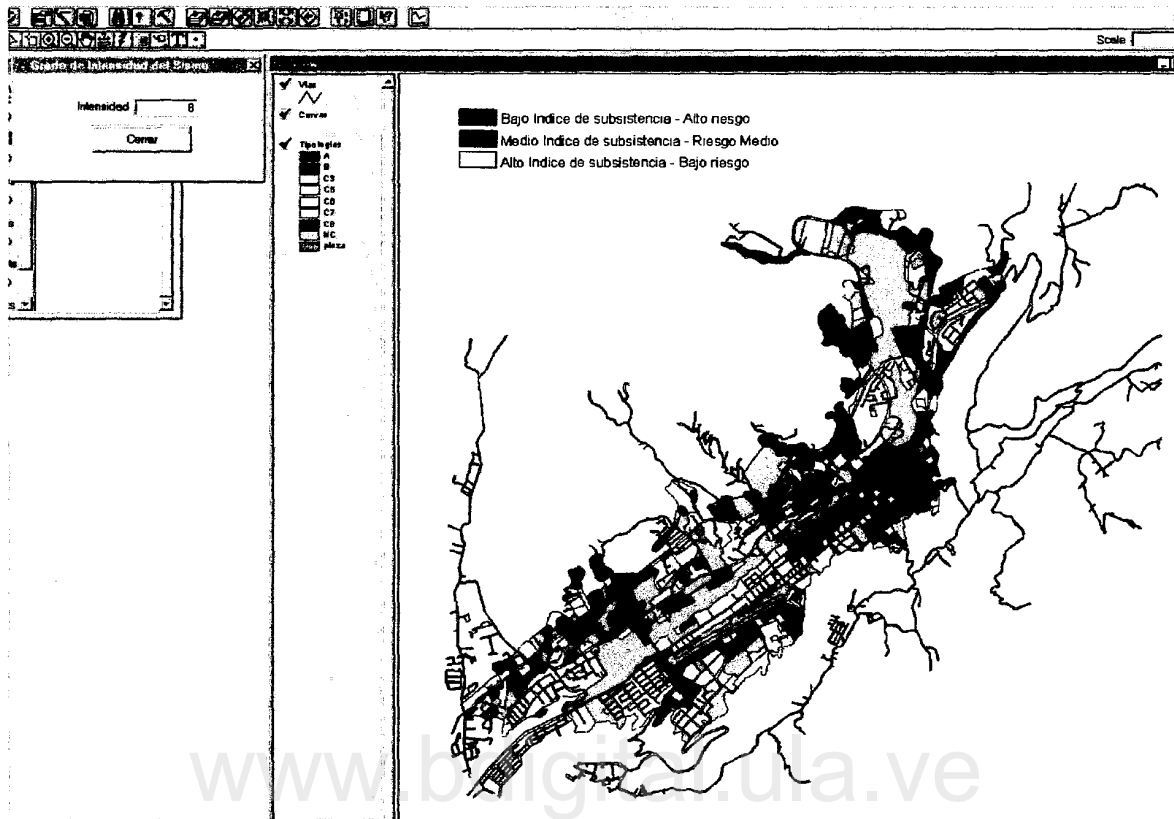 Scale
Grado de Intensidad del Sismo
Intensidad 8
Cerrar
Vias
Curvas
Tipologias
A
B
C3
C5
C6
C7
C9
NC
plaza
Bajo Indice de subsistencia - Alto riesgo
Medio Indice de subsistencia - Riesgo Medio
Alto Indice de subsistencia - Bajo riesgo
www.bdigital.ula.ve